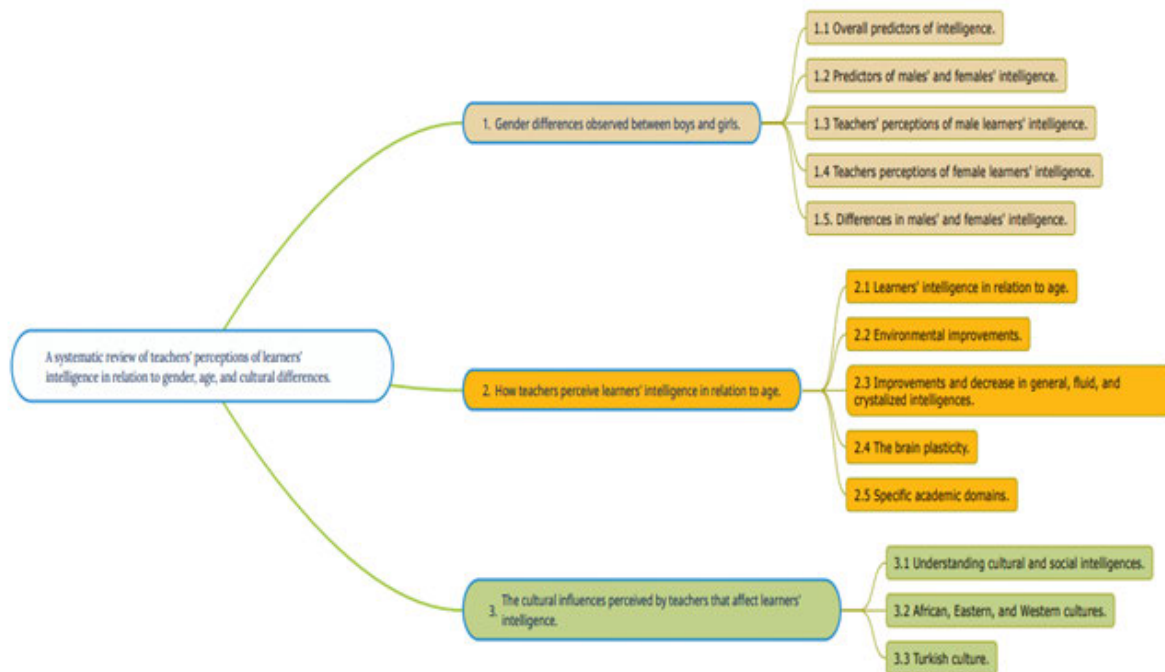 A systematic review of teachers' perceptions of learners'
intelligence in relation to gender, age, and cultural differences.
1. Gender differences observed between boys and girls.
1.1 Overall predictors of intelligence.
1.2 Predictors of males' and females' intelligence.
1.3 Teachers' perceptions of male learners' intelligence.
1.4 Teachers perceptions of female learners' intelligence.
1.5. Differences in males' and females' intelligence.
2. How teachers perceive learners' intelligence in relation to age.
2.1 Learners' intelligence in relation to age.
2.2 Environmental improvements.
2.3 Improvements and decrease in general, fluid, and
crystalized intelligences.
2.4 The brain plasticity.
2.5 Specific academic domains.
3. The cultural influences perceived by teachers that affect learners'
intelligence.
3.1 Understanding cultural and social intelligences.
3.2 African, Eastern, and Western cultures.
3.3 Turkish culture.